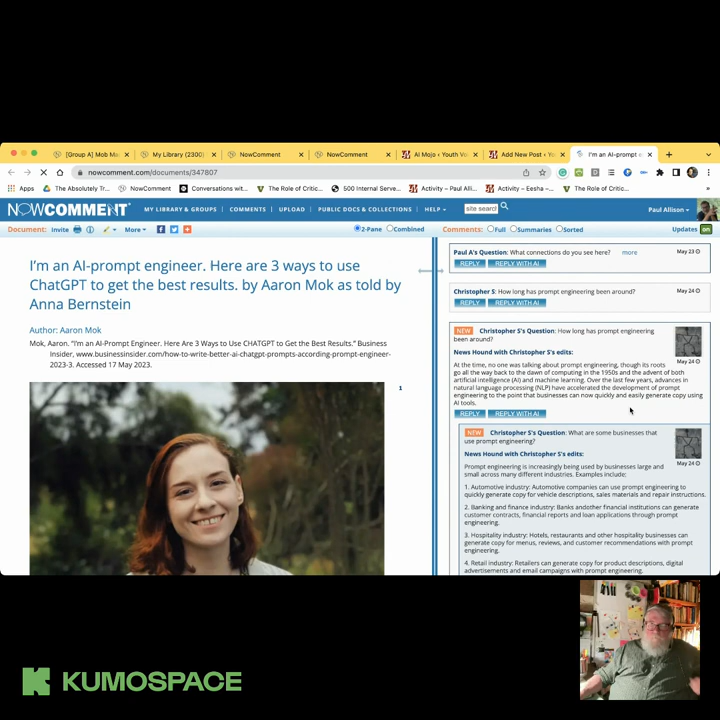 [Group A] Mob Ma
My Library (2300)
NowComment
NowComment
AI Mojo ‹ Youth Vo
Add New Post ‹ Yo
I'm an AI-prompt e
nowcomment.com/documents/347807
Apps
The Absolutely Tr...
NowComment
Conversations wit...
The Role of Critic...
500 Internal Serve...
Activity – Paul Alli...
Activity – Eesha –...
The Role of Critic...
NOWCOMMENT
MY LIBRARY & GROUPS
COMMENTS
UPLOAD
PUBLIC DOCS & COLLECTIONS
HELP
site search
Paul Allison
Document: Invite
More
2-Pane
Combined
Comments:
Full
Summaries
Sorted
Updates
on
I'm an AI-prompt engineer. Here are 3 ways to use
ChatGPT to get the best results. by Aaron Mok as told by
Anna Bernstein
Author: Aaron Mok
Mok, Aaron. "I'm an AI-Prompt Engineer. Here Are 3 Ways to Use CHATGPT to Get the Best Results." Business
Insider, www.businessinsider.com/how-to-write-better-ai-chatgpt-prompts-according-prompt-engineer-
2023-3. Accessed 17 May 2023.
1
Paul A's Question: What connections do you see here? more
May 23
REPLY
REPLY WITH AI
Christopher S: How long has prompt engineering been around?
May 24
REPLY
REPLY WITH AI
NEW Christopher S's Question: How long has prompt engineering
been around?
May 24
News Hound with Christopher S's edits:
At the time, no one was talking about prompt engineering, though its roots
go all the way back to the dawn of computing in the 1950s and the advent of both
artificial intelligence (AI) and machine learning. Over the last few years, advances in
natural language processing (NLP) have accelerated the development of prompt
engineering to the point that businesses can now quickly and easily generate copy using
AI tools.
REPLY
REPLY WITH AI
NEW Christopher S's Question: What are some businesses that
use prompt engineering?
May 24
News Hound with Christopher S's edits:
Prompt engineering is increasingly being used by businesses large and
small across many different industries. Examples include:
1. Automotive industry: Automotive companies can use prompt engineering to
quickly generate copy for vehicle descriptions, sales materials and repair instructions.
2. Banking and finance industry: Banks andother financial institutions can generate
customer contracts, financial reports and loan applications through prompt
engineering.
3. Hospitality industry: Hotels, restaurants and other hospitality businesses can
generate copy for menus, reviews, and customer recommendations with prompt
engineering.
4. Retail industry: Retailers can generate copy for product descriptions, digital
advertisements and email campaigns with prompt engineering.
KUMOSPACE